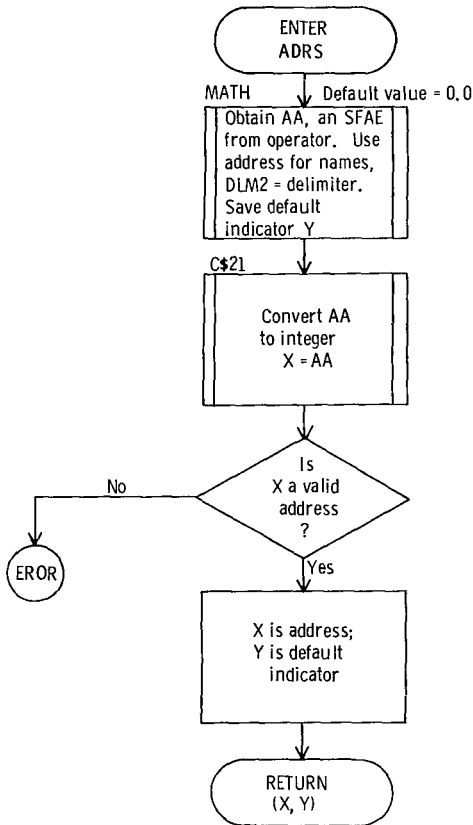 ENTER
ADRS
MATH
Default value = 0.0
Obtain AA, an SFAE
from operator. Use
address for names,
DLM2 = delimiter.
Save default
indicator Y
C$21
Convert AA
to integer
X = AA
Is
X a valid
address
?
No
EROR
Yes
X is address;
Y is default
indicator
RETURN
(X, Y)